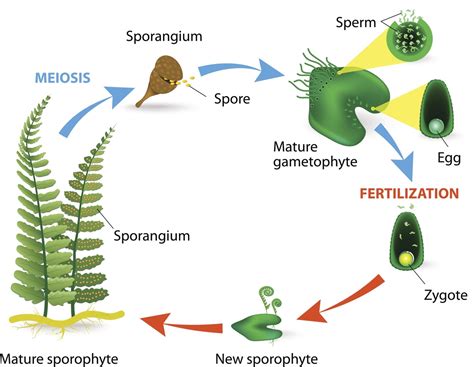 Sperm
Sporangium
MEIOSIS
Spore
Mature
gametophyte
Egg
FERTILIZATION
Sporangium
Zygote
Mature sporophyte
New sporophyte